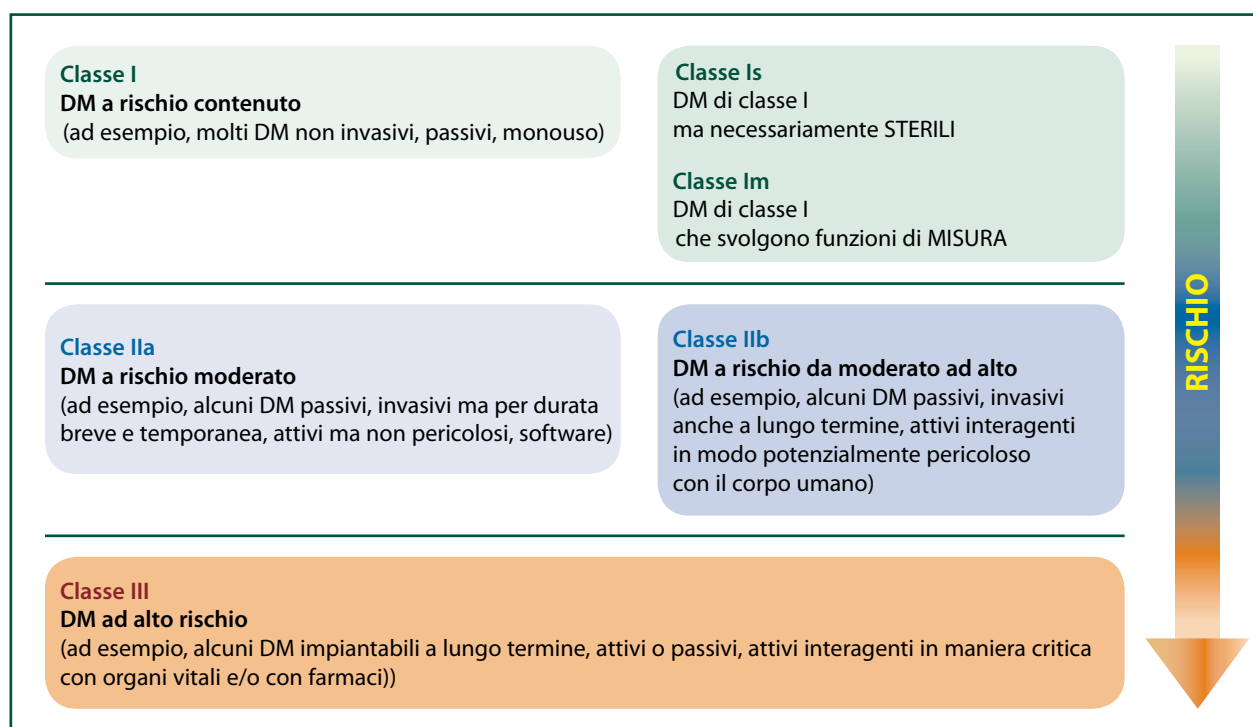 Classe I
DM a rischio contenuto
(ad esempio, molti DM non invasivi, passivi, monouso)
Classe Is
DM di classe I
ma necessariamente STERILI
Classe Im
DM di classe I
che svolgono funzioni di MISURA
RISCHIO
Classe IIa
DM a rischio moderato
(ad esempio, alcuni DM passivi, invasivi ma per durata
breve e temporanea, attivi ma non pericolosi, software)
Classe IIb
DM a rischio da moderato ad alto
(ad esempio, alcuni DM passivi, invasivi
anche a lungo termine, attivi interagenti
in modo potenzialmente pericoloso
con il corpo umano)
Classe III
DM ad alto rischio
(ad esempio, alcuni DM impiantabili a lungo termine, attivi o passivi, attivi interagenti in maniera critica
con organi vitali e/o con farmaci))